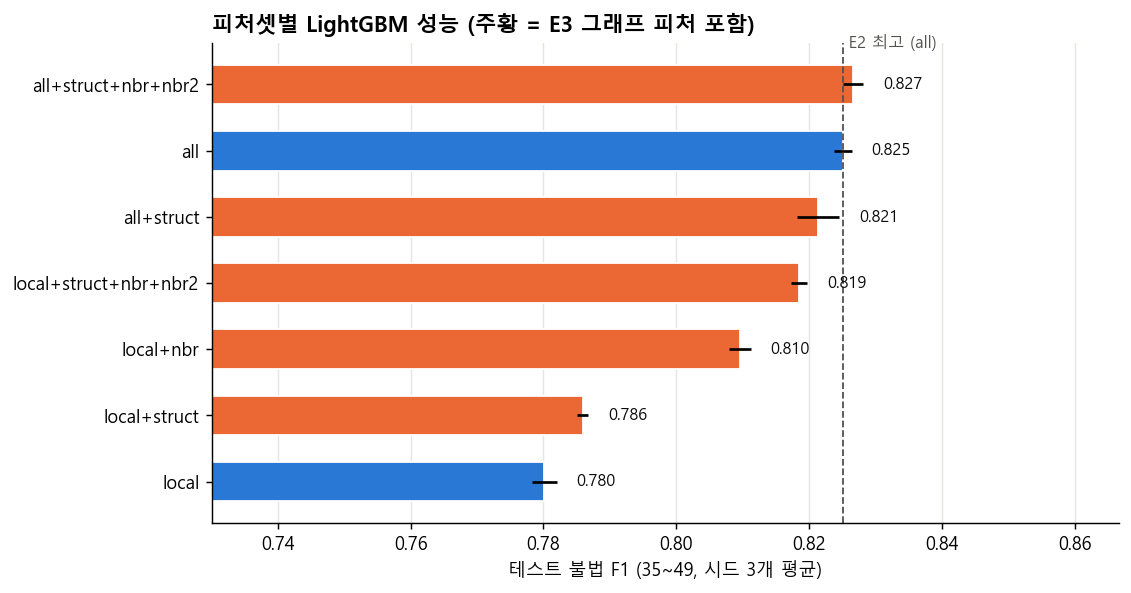 피처셋별 LightGBM 성능 (주황 = E3 그래프 피처 포함)
E2 최고 (all)
all+struct+nbr+nbr2
0.827
all
0.825
all+struct
0.821
local+struct+nbr+nbr2
0.819
local+nbr
0.810
local+struct
0.786
local
0.780
0.74 0.76 0.78 0.80 0.82 0.84 0.86
테스트 불법 F1 (35~49, 시드 3개 평균)